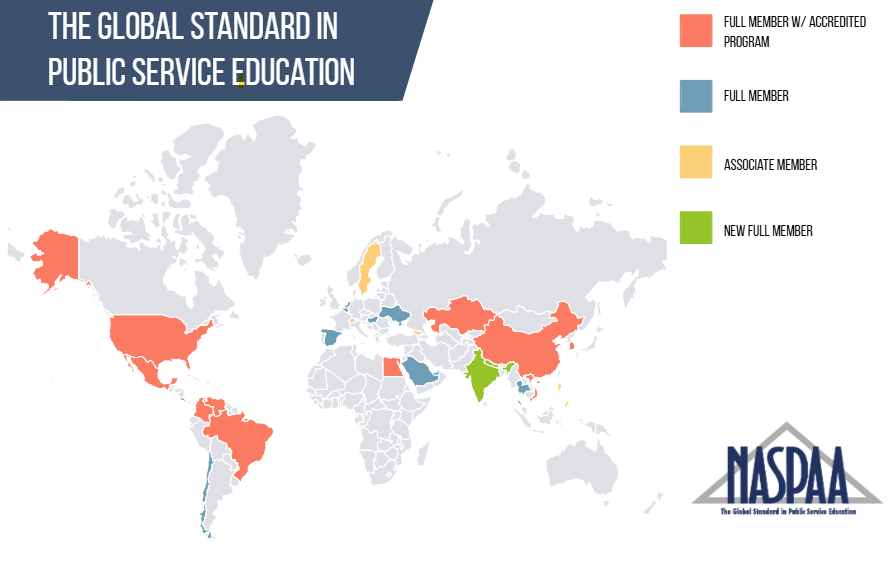 THE GLOBAL STANDARD IN
PUBLIC SERVICE EDUCATION
FULL MEMBER W/ ACCREDITED
PROGRAM
FULL MEMBER
ASSOCIATE MEMBER
NEW FULL MEMBER
NASPAA
The Global Standard in Public Service Education